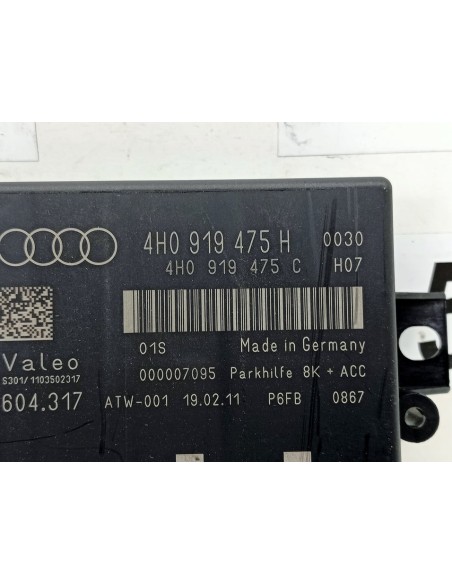 4H0 919 475 H 0030
4H0 919 475 C H07
01S Made in Germany
Valeo
S301/1103502317
000007095 Parkhilfe 8K + ACC
604.317
ATW-001 19.02.11 P6FB 0867